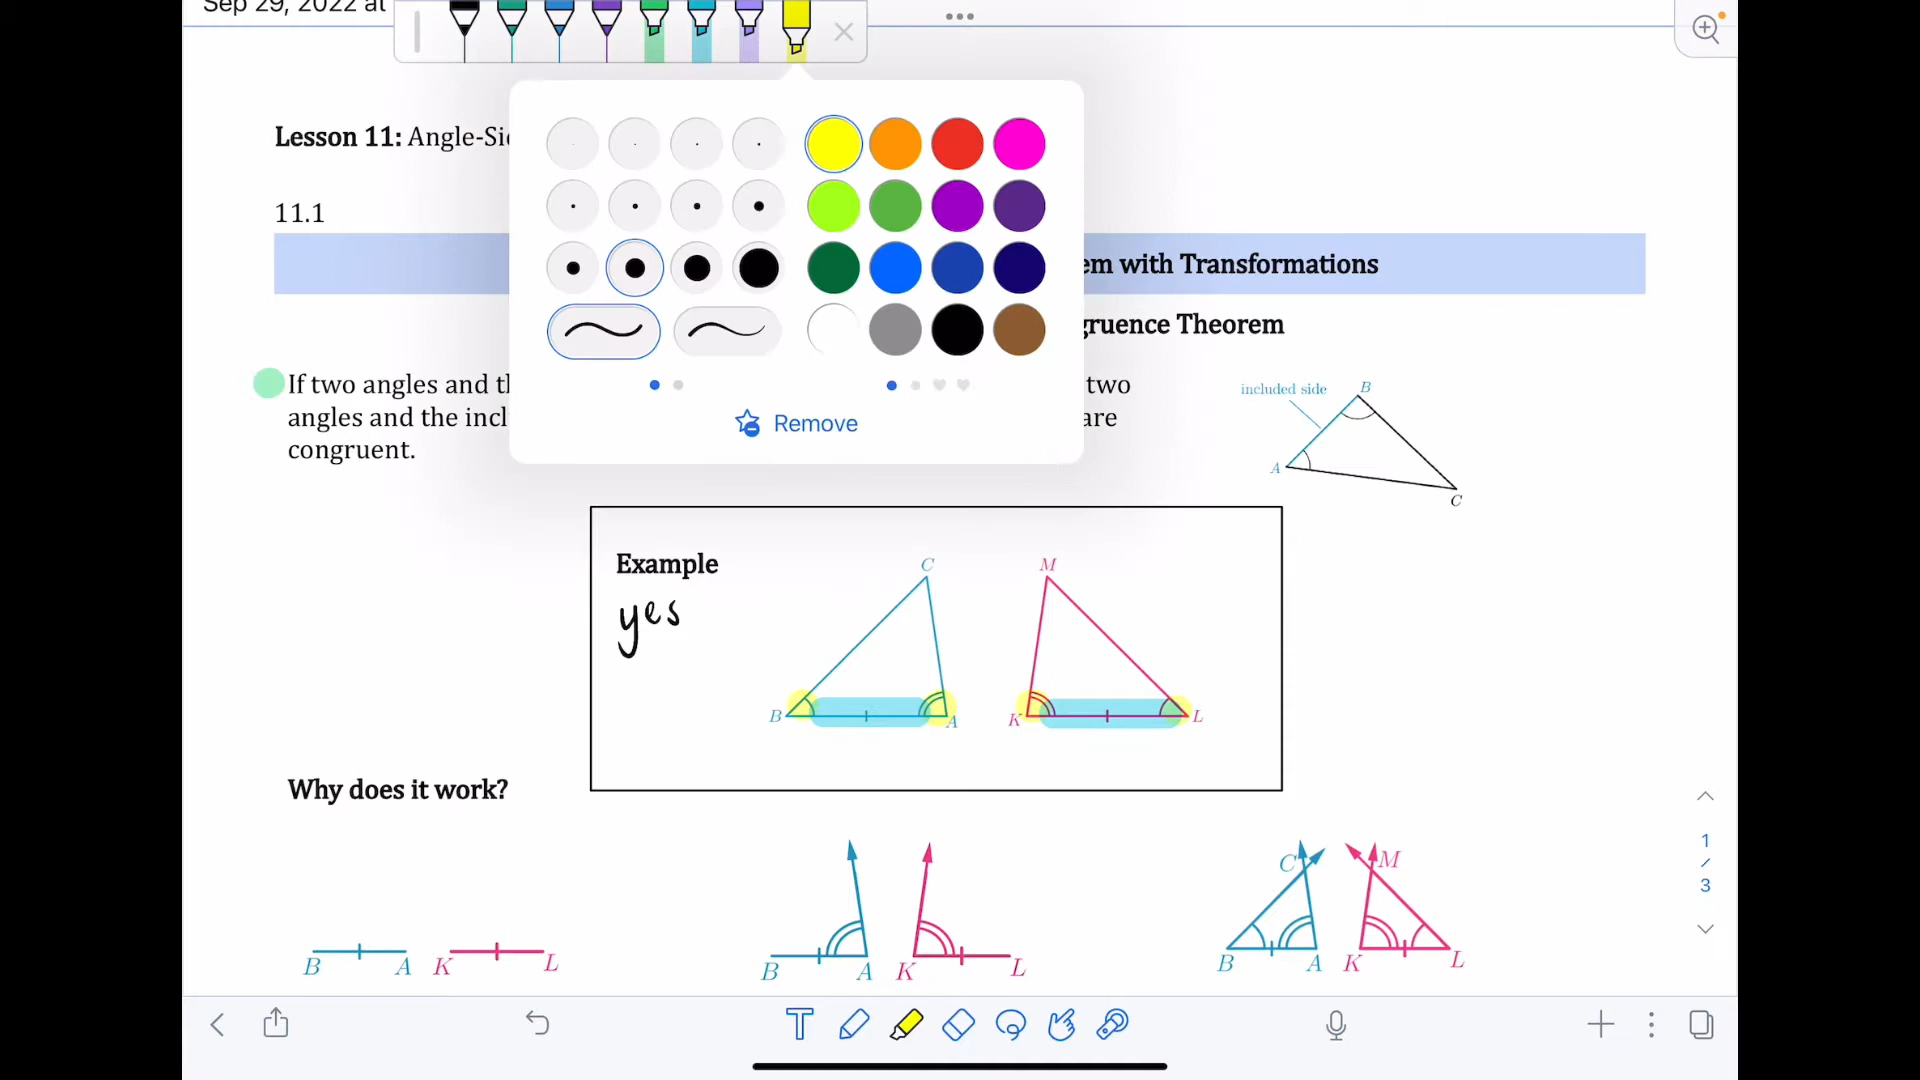 Sep 29, 2022 at
Lesson 11: Angle-Si
11.1
em with Transformations
gruence Theorem
If two angles and t two
angles and the incl are
congruent.
included side
B
A
C
Example
yes
C
M
B
A
K
L
Remove
Why does it work?
B A K L
B A K L
C M
B A K L
1
/
3
T